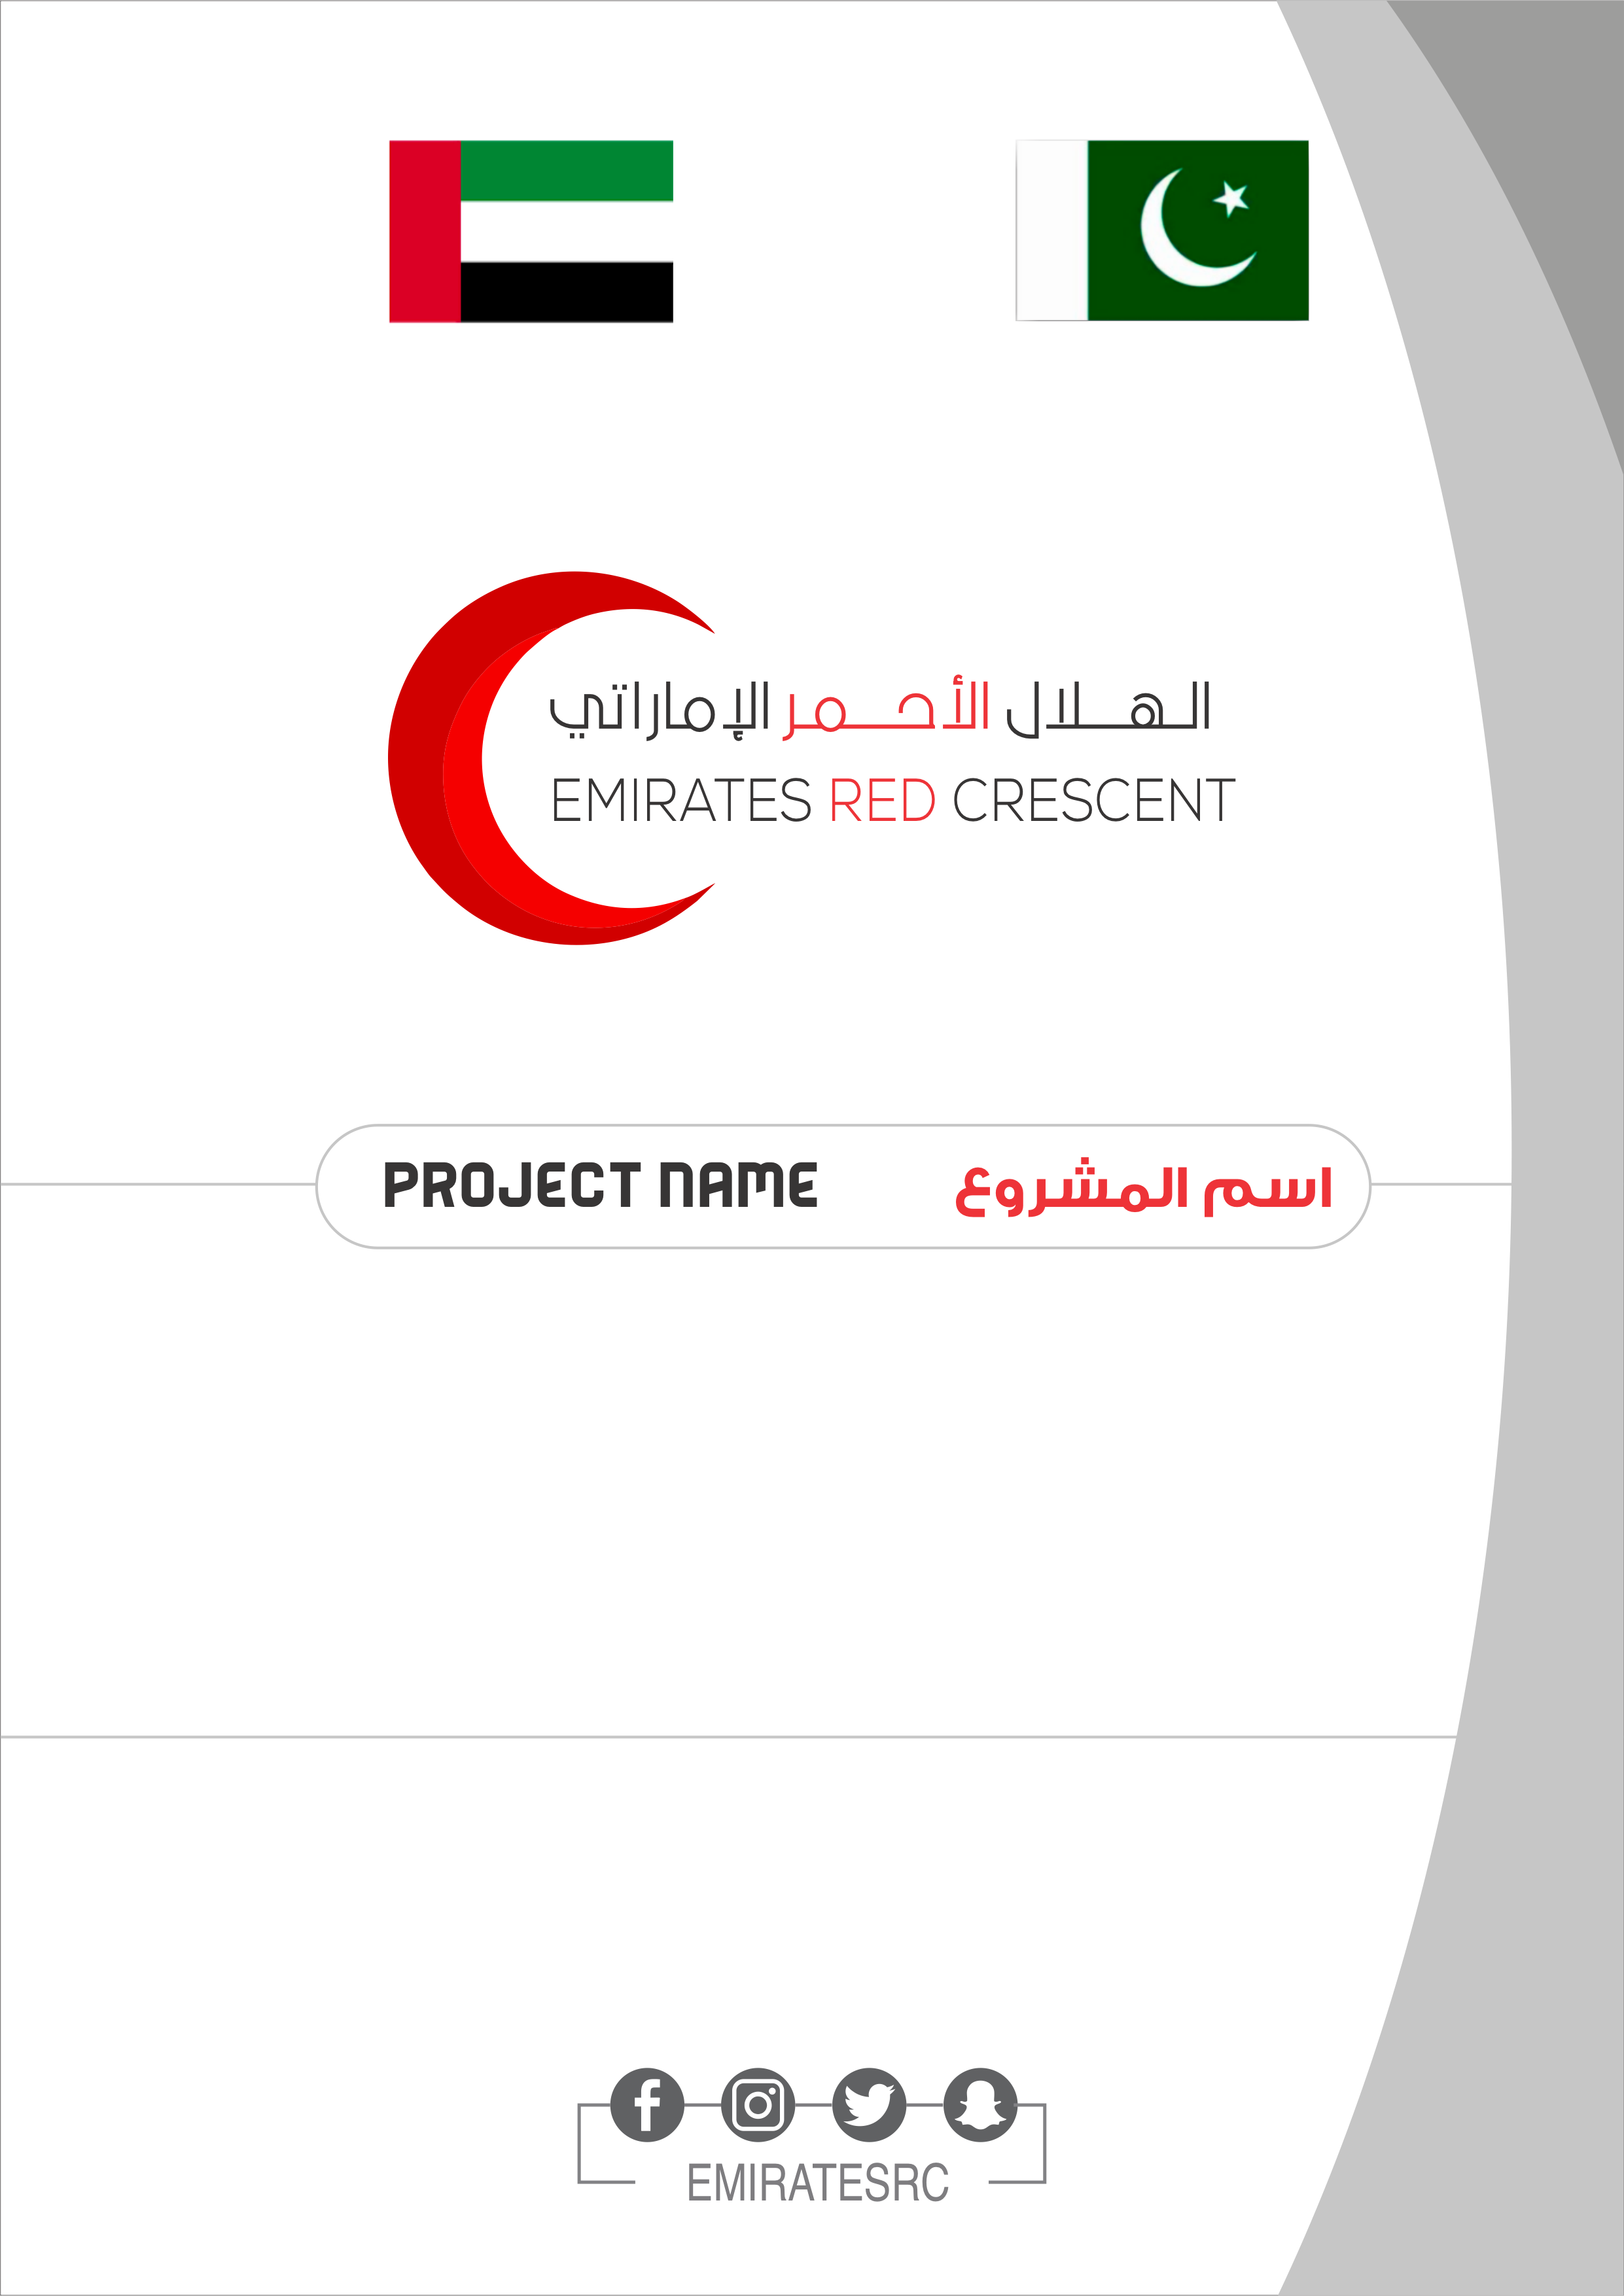 الهلال الأحمر الإماراتي
EMIRATES RED CRESCENT
PROJECT NAME اسم المشروع
EMIRATESRC